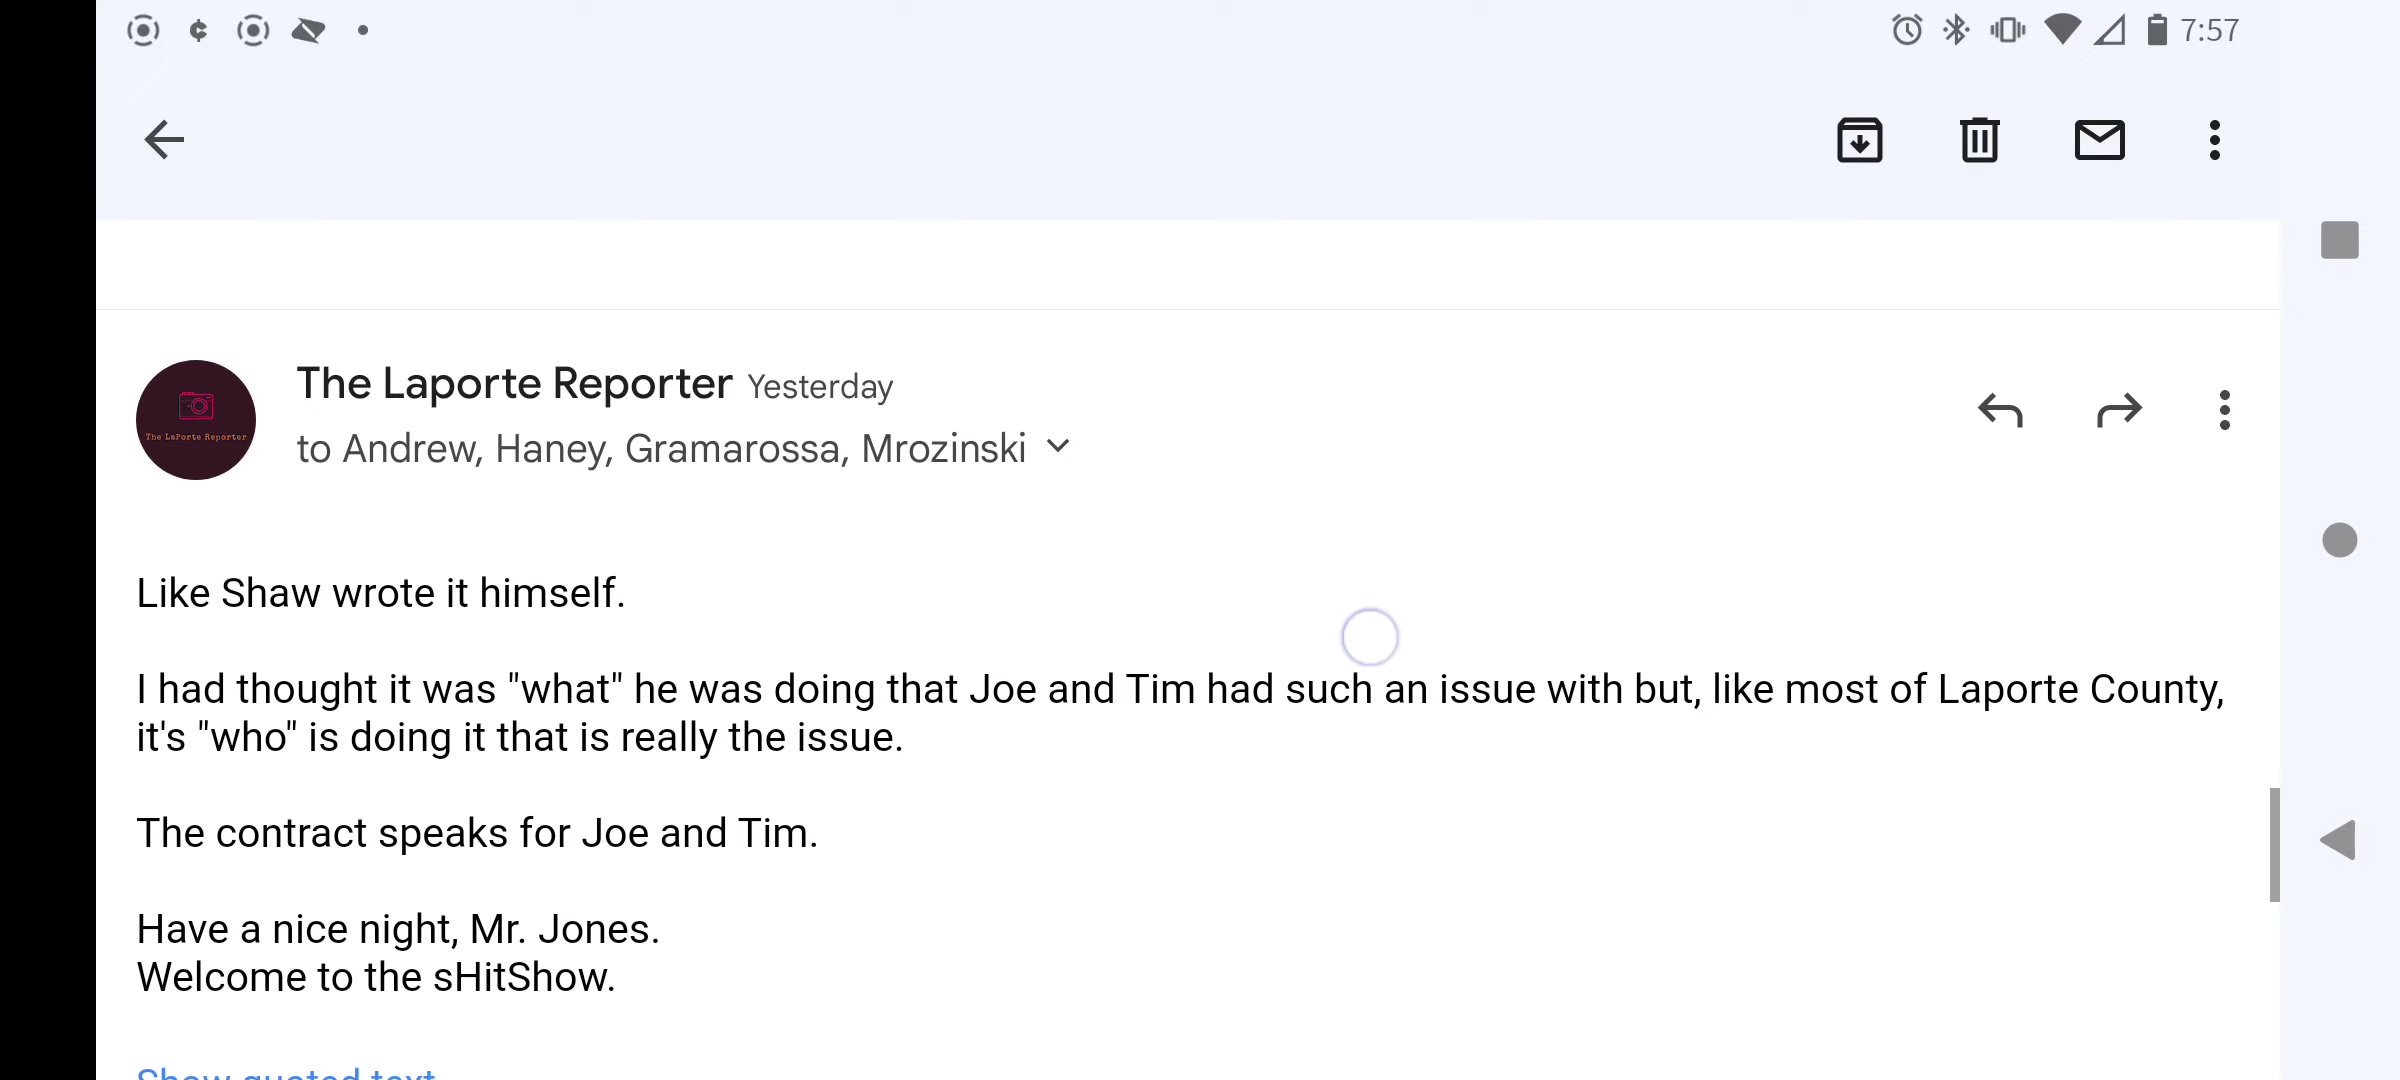 7:57
The Laporte Reporter Yesterday
The LaPorte Reporter
to Andrew, Haney, Gramarossa, Mrozinski
Like Shaw wrote it himself.
I had thought it was "what" he was doing that Joe and Tim had such an issue with but, like most of Laporte County,
it's "who" is doing it that is really the issue.
The contract speaks for Joe and Tim.
Have a nice night, Mr. Jones.
Welcome to the sHitShow.
Show quoted text